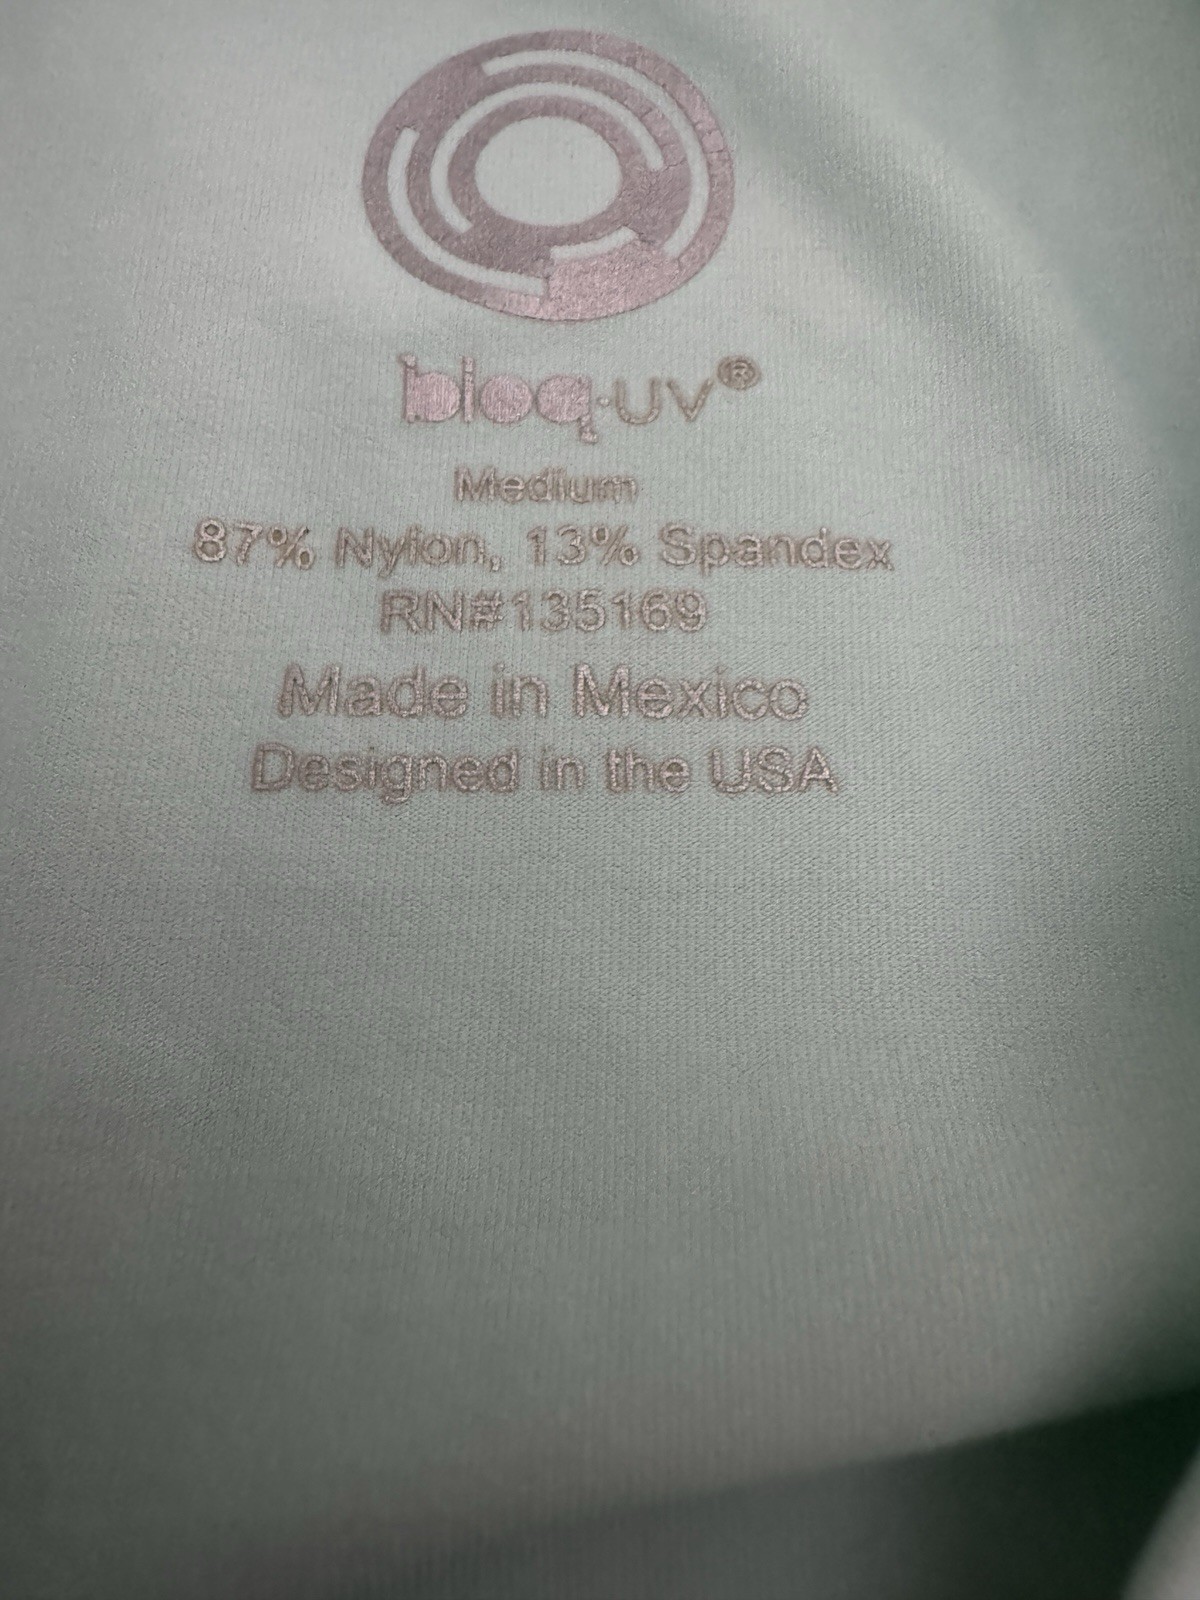 bloq·UV®
Medium
87% Nylon, 13% Spandex
RN#135169
Made in Mexico
Designed in the USA